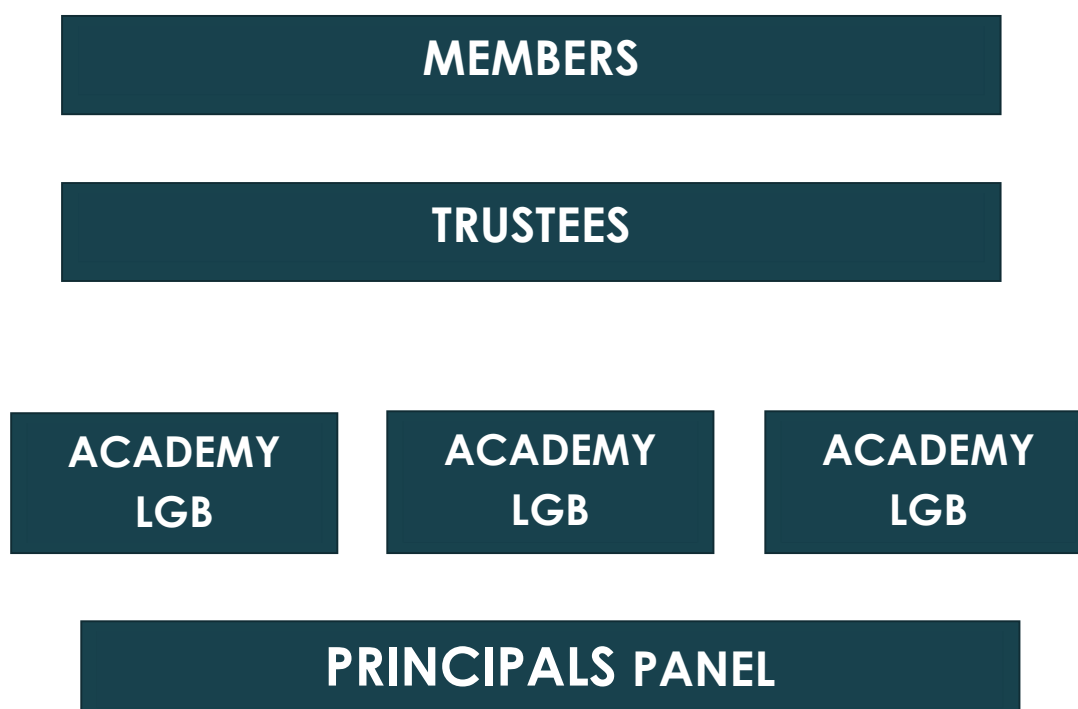 MEMBERS
TRUSTEES
ACADEMY
LGB
ACADEMY
LGB
ACADEMY
LGB
PRINCIPALS PANEL